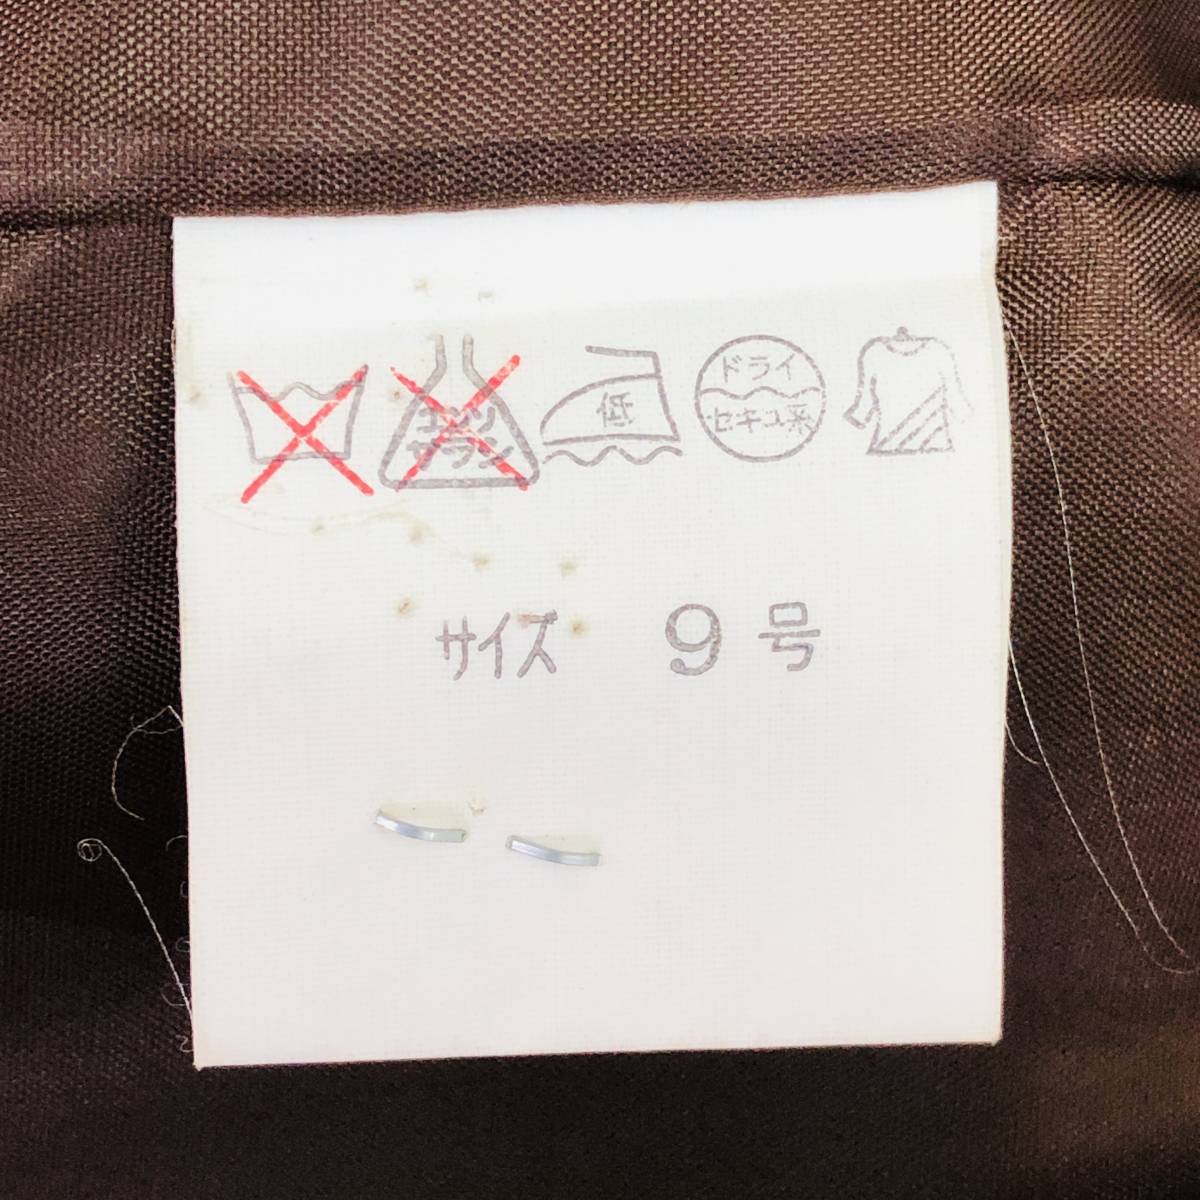 エンソ
サラシ
低
ドライ
セキユ系
サイズ 9号